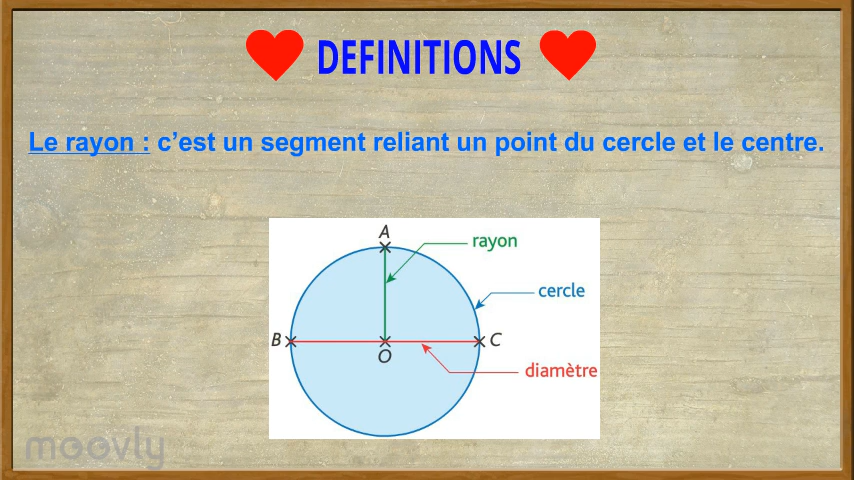 DEFINITIONS
Le rayon : c’est un segment reliant un point du cercle et le centre.
A
rayon
cercle
B
C
O
diamètre
moovly